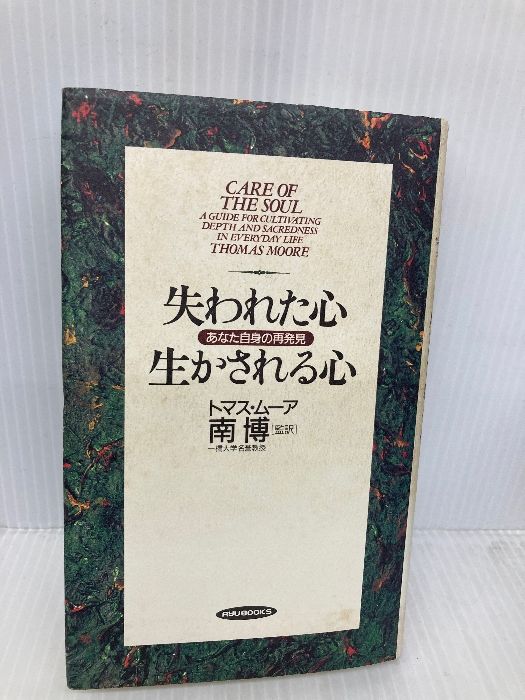 CARE OF
THE SOUL
A GUIDE FOR CULTIVATING
DEPTH AND SACREDNESS
IN EVERYDAY LIFE
THOMAS MOORE
失われた心
あなた自身の再発見
生かされる心
トマス・ムーア
南 博[監訳]
一橋大学名誉教授
RYU BOOKS